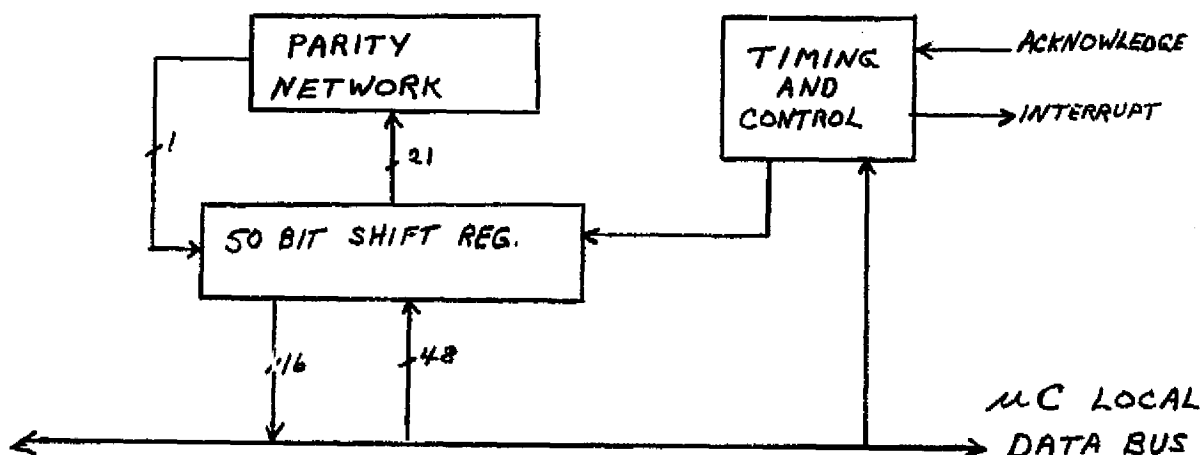 PARITY
NETWORK
TIMING
AND
CONTROL
ACKNOWLEDGE
INTERRUPT
1
21
50 BIT SHIFT REG.
16
48
μC LOCAL
DATA BUS